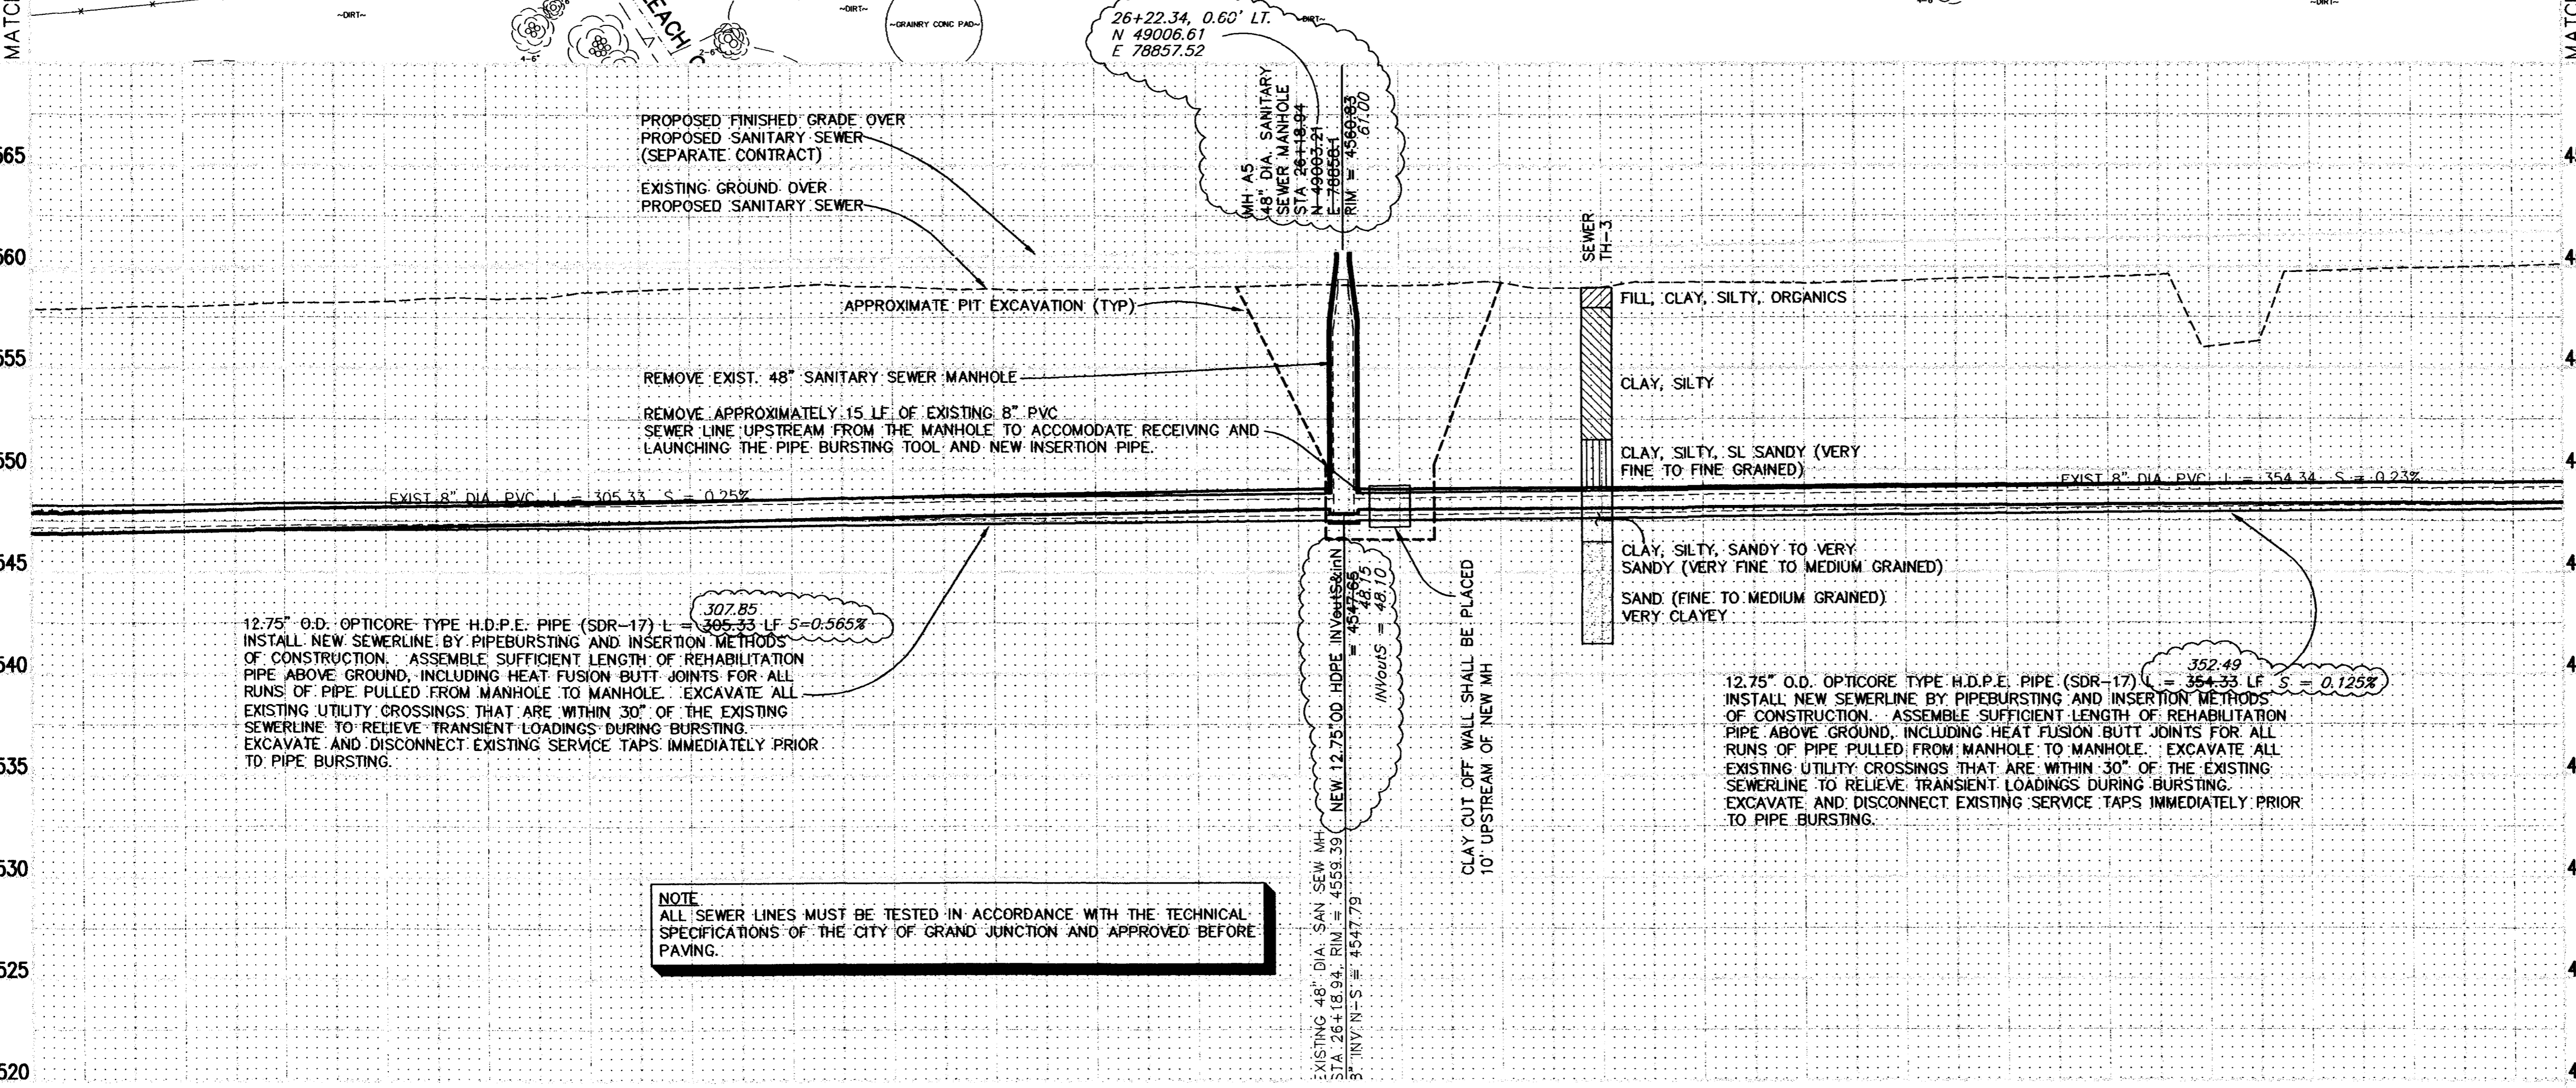 MATC
~DIRT~
4-6"
LEACH
2-6"
~DIRT~
~GRAINRY CONC PAD~
26+22.34, 0.60' LT.
N 49006.61
E 78857.52
~DIRT~
~DIRT~
MATC
PROPOSED FINISHED GRADE OVER
PROPOSED SANITARY SEWER
(SEPARATE CONTRACT)
EXISTING GROUND OVER
PROPOSED SANITARY SEWER
MH A5
48" DIA. SANITARY
SEWER MANHOLE
STA 26+18.94
N 49003.21
E 78858.1
RIM = 4560.83
61.00
565
560
555
550
545
540
535
530
525
520
APPROXIMATE PIT EXCAVATION (TYP)
REMOVE EXIST. 48" SANITARY SEWER MANHOLE
REMOVE APPROXIMATELY 15 LF OF EXISTING 8" PVC
SEWER LINE UPSTREAM FROM THE MANHOLE TO ACCOMODATE RECEIVING AND
LAUNCHING THE PIPE BURSTING TOOL AND NEW INSERTION PIPE.
SEWER
TH-3
FILL, CLAY, SILTY, ORGANICS
CLAY, SILTY
CLAY, SILTY, SL SANDY (VERY
FINE TO FINE GRAINED)
CLAY, SILTY, SANDY TO VERY
SANDY (VERY FINE TO MEDIUM GRAINED)
SAND (FINE TO MEDIUM GRAINED)
VERY CLAYEY
EXIST 8" DIA. PVC L = 305.33 S = 0.25%
EXIST 8" DIA. PVC L = 354.34 S = 0.23%
307.85
12.75" O.D. OPTICORE TYPE H.D.P.E. PIPE (SDR-17) L = 305.33 LF S=0.565%
INSTALL NEW SEWERLINE BY PIPEBURSTING AND INSERTION METHODS
OF CONSTRUCTION. ASSEMBLE SUFFICIENT LENGTH OF REHABILITATION
PIPE ABOVE GROUND, INCLUDING HEAT FUSION BUTT JOINTS FOR ALL
RUNS OF PIPE PULLED FROM MANHOLE TO MANHOLE. EXCAVATE ALL
EXISTING UTILITY CROSSINGS THAT ARE WITHIN 30" OF THE EXISTING
SEWERLINE TO RELIEVE TRANSIENT LOADINGS DURING BURSTING.
EXCAVATE AND DISCONNECT EXISTING SERVICE TAPS IMMEDIATELY PRIOR
TO PIPE BURSTING.
NEW 12.75"OD HDPE INVoutS&inN
= 4547.65
48.15
INVoutS = 48.10
EXISTING 48" DIA. SAN SEW MH
STA 26+18.94, RIM = 4559.39
8" INV N-S = 4547.79
CLAY CUT OFF WALL SHALL BE PLACED
10' UPSTREAM OF NEW MH
352.49
12.75" O.D. OPTICORE TYPE H.D.P.E. PIPE (SDR-17) L = 354.33 LF S = 0.125%
INSTALL NEW SEWERLINE BY PIPEBURSTING AND INSERTION METHODS
OF CONSTRUCTION. ASSEMBLE SUFFICIENT LENGTH OF REHABILITATION
PIPE ABOVE GROUND, INCLUDING HEAT FUSION BUTT JOINTS FOR ALL
RUNS OF PIPE PULLED FROM MANHOLE TO MANHOLE. EXCAVATE ALL
EXISTING UTILITY CROSSINGS THAT ARE WITHIN 30" OF THE EXISTING
SEWERLINE TO RELIEVE TRANSIENT LOADINGS DURING BURSTING.
EXCAVATE AND DISCONNECT EXISTING SERVICE TAPS IMMEDIATELY PRIOR
TO PIPE BURSTING.
NOTE
ALL SEWER LINES MUST BE TESTED IN ACCORDANCE WITH THE TECHNICAL
SPECIFICATIONS OF THE CITY OF GRAND JUNCTION AND APPROVED BEFORE
PAVING.